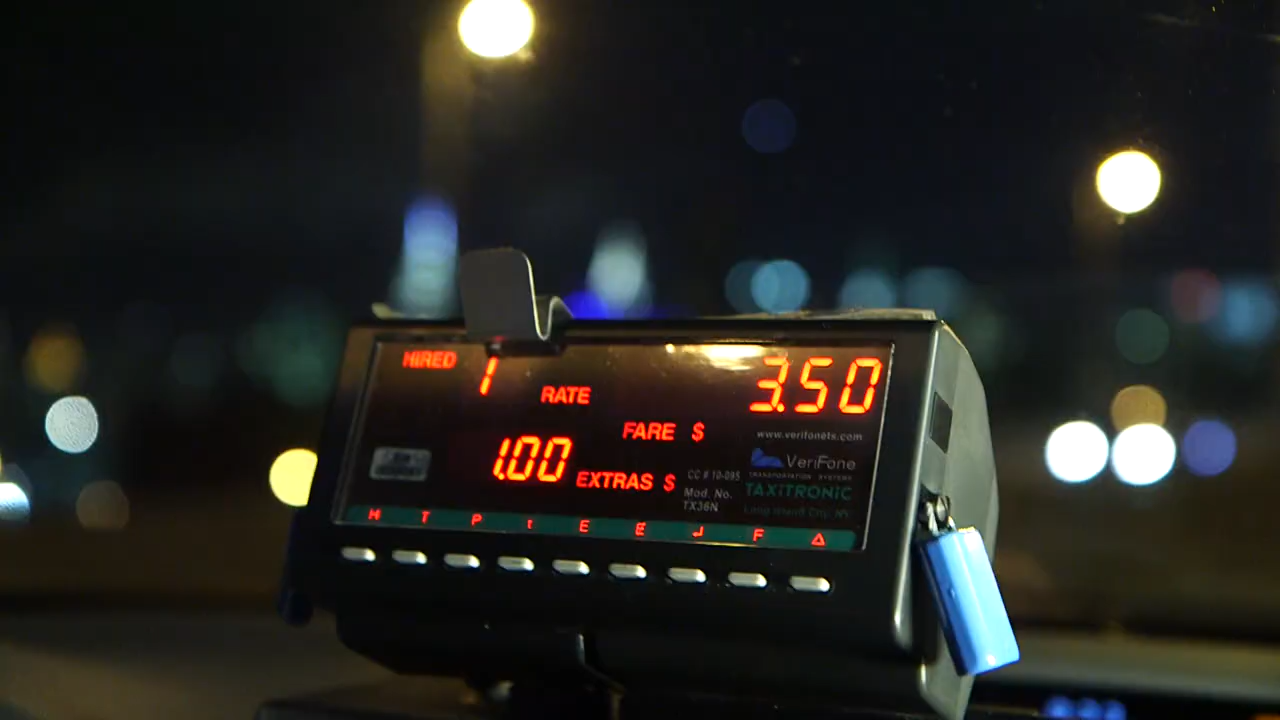 HIRED 1 RATE 3.50
FARE $
www.verifonets.com
1.00 EXTRAS $
VeriFone
TRANSPORTATION SYSTEMS
CC # 10-095
Mod. No.
TX36N
TAXITRONIC
Long Island City, NY
H T P t E E ↲ F Δ